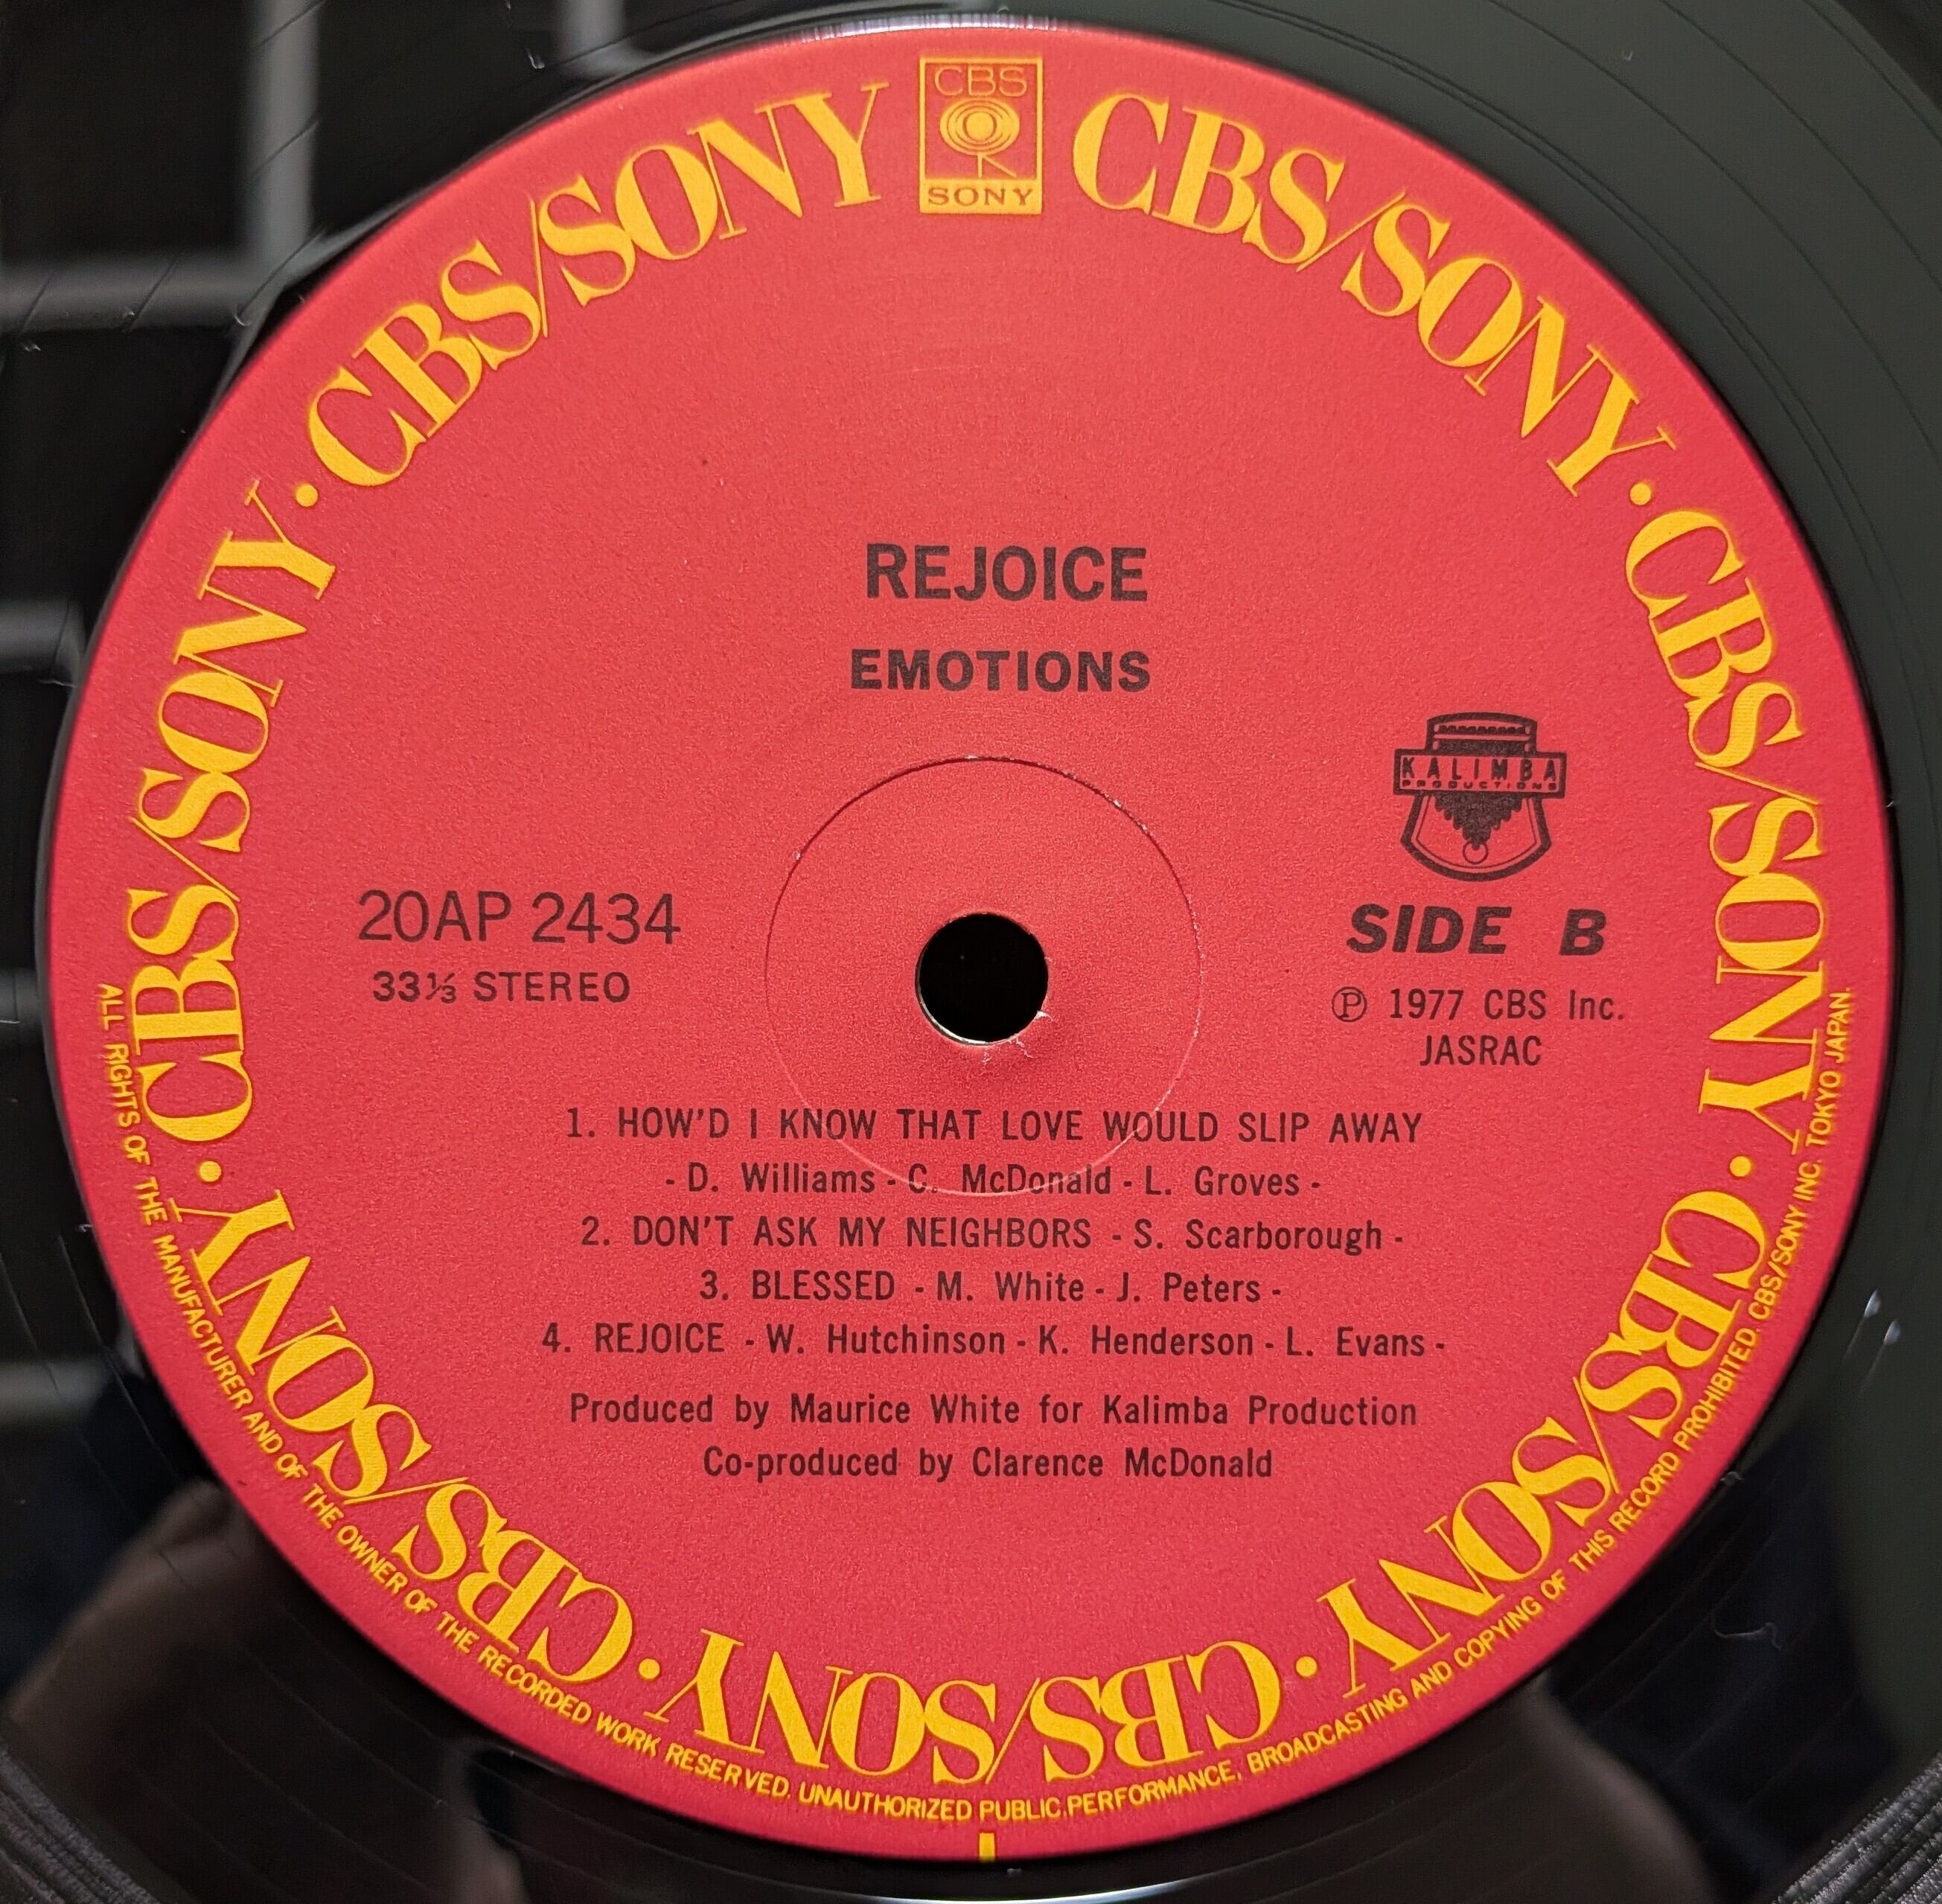 CBS
SONY
CBS/SONY · CBS/SONY · CBS/SONY · CBS/SONY · CBS/SONY · CBS/SONY · CBS/SONY
REJOICE
EMOTIONS
KALIMBA
PRODUCTIONS
20AP 2434
33⅓ STEREO
SIDE B
Ⓟ 1977 CBS Inc.
JASRAC
1. HOW'D I KNOW THAT LOVE WOULD SLIP AWAY
- D. Williams - C. McDonald - L. Groves -
2. DON'T ASK MY NEIGHBORS - S. Scarborough -
3. BLESSED - M. White - J. Peters -
4. REJOICE - W. Hutchinson - K. Henderson - L. Evans -
Produced by Maurice White for Kalimba Production
Co-produced by Clarence McDonald
ALL RIGHTS OF THE MANUFACTURER AND OF THE OWNER OF THE RECORDED WORK RESERVED. UNAUTHORIZED PUBLIC PERFORMANCE, BROADCASTING AND COPYING OF THIS RECORD PROHIBITED. CBS/SONY INC. TOKYO JAPAN.